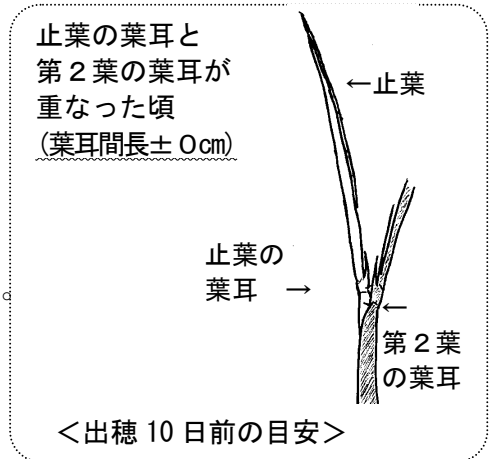 止葉の葉耳と
第2葉の葉耳が
重なった頃
(葉耳間長±0cm)
←止葉
止葉の
葉耳 →
←
第2葉
の葉耳
<出穂10日前の目安>